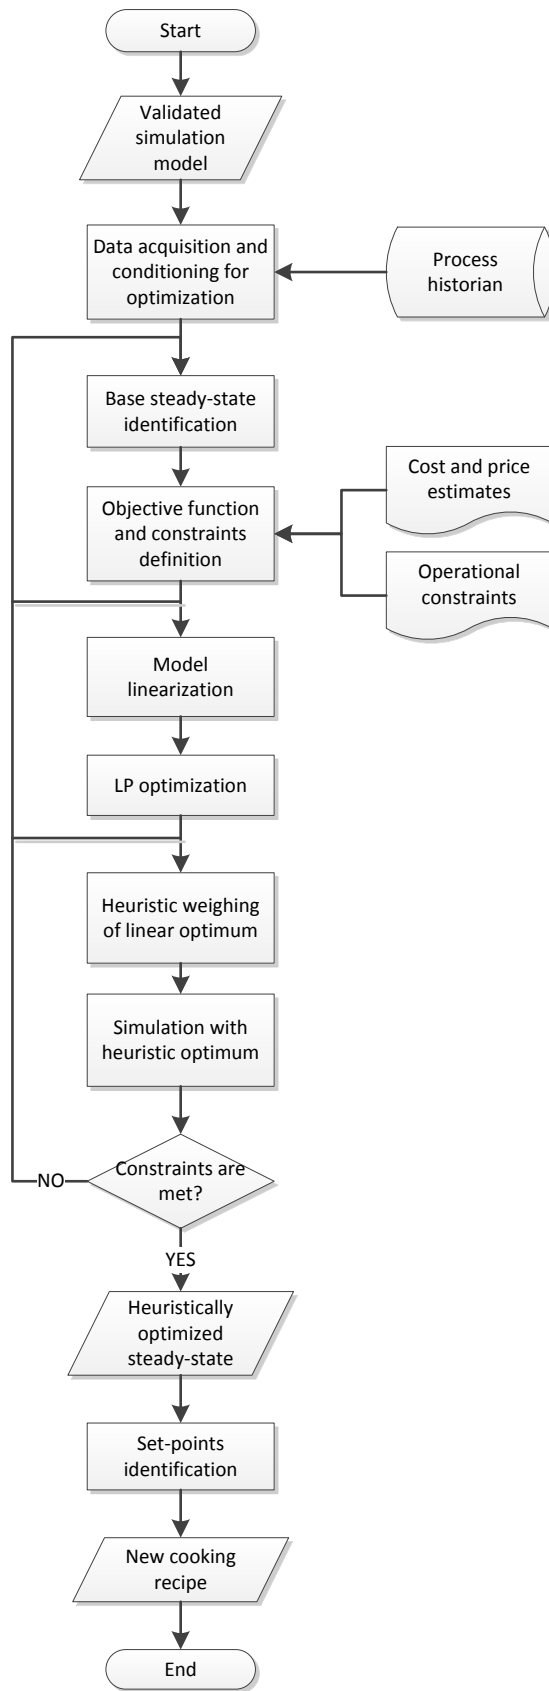 Start
Validated
simulation
model
Data acquisition and
conditioning for
optimization
Process
historian
Base steady-state
identification
Cost and price
estimates
Objective function
and constraints
definition
Operational
constraints
Model
linearization
LP optimization
Heuristic weighing
of linear optimum
Simulation with
heuristic optimum
Constraints are
met?
NO
YES
Heuristically
optimized
steady-state
Set-points
identification
New cooking
recipe
End